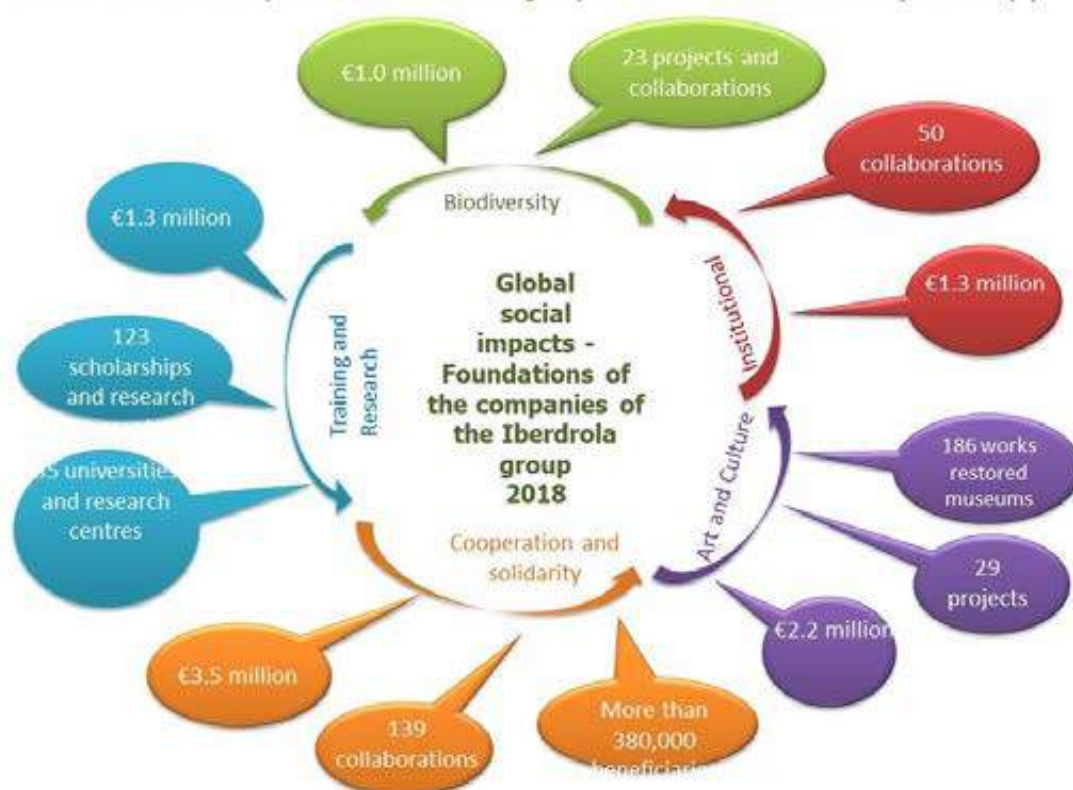 €1.0 million
23 projects and
collaborations
50
collaborations
€1.3 million
Biodiversity
€1.3 million
Institutional
Global
social
impacts -
Foundations of
the companies of
the Iberdrola
group
2018
123
scholarships
and research
Training and
Research
186 works
restored
museums
Art and Culture
universities
and research
centres
Cooperation and
solidarity
29
projects
€2.2 million
€3.5 million
139
collaborations
More than
380,000